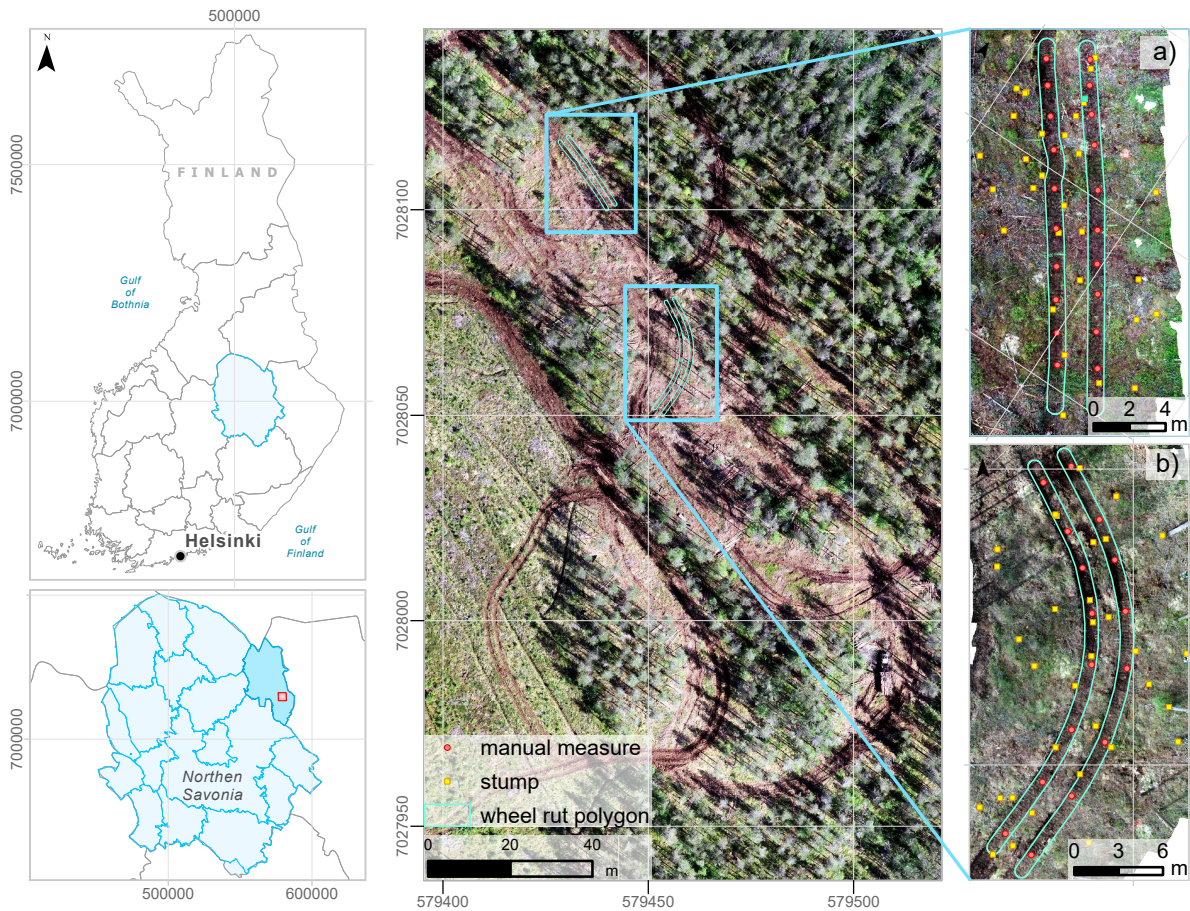 500000
N
7500000
FINLAND
Gulf
of
Bothnia
7000000
Helsinki
Gulf
of
Finland
7000000
Northen
Savonia
500000
600000
7028100
7028050
7028000
7027950
manual measure
stump
wheel rut polygon
0
20
40
m
579400
579450
579500
a)
0
2
4
m
b)
0
3
6
m